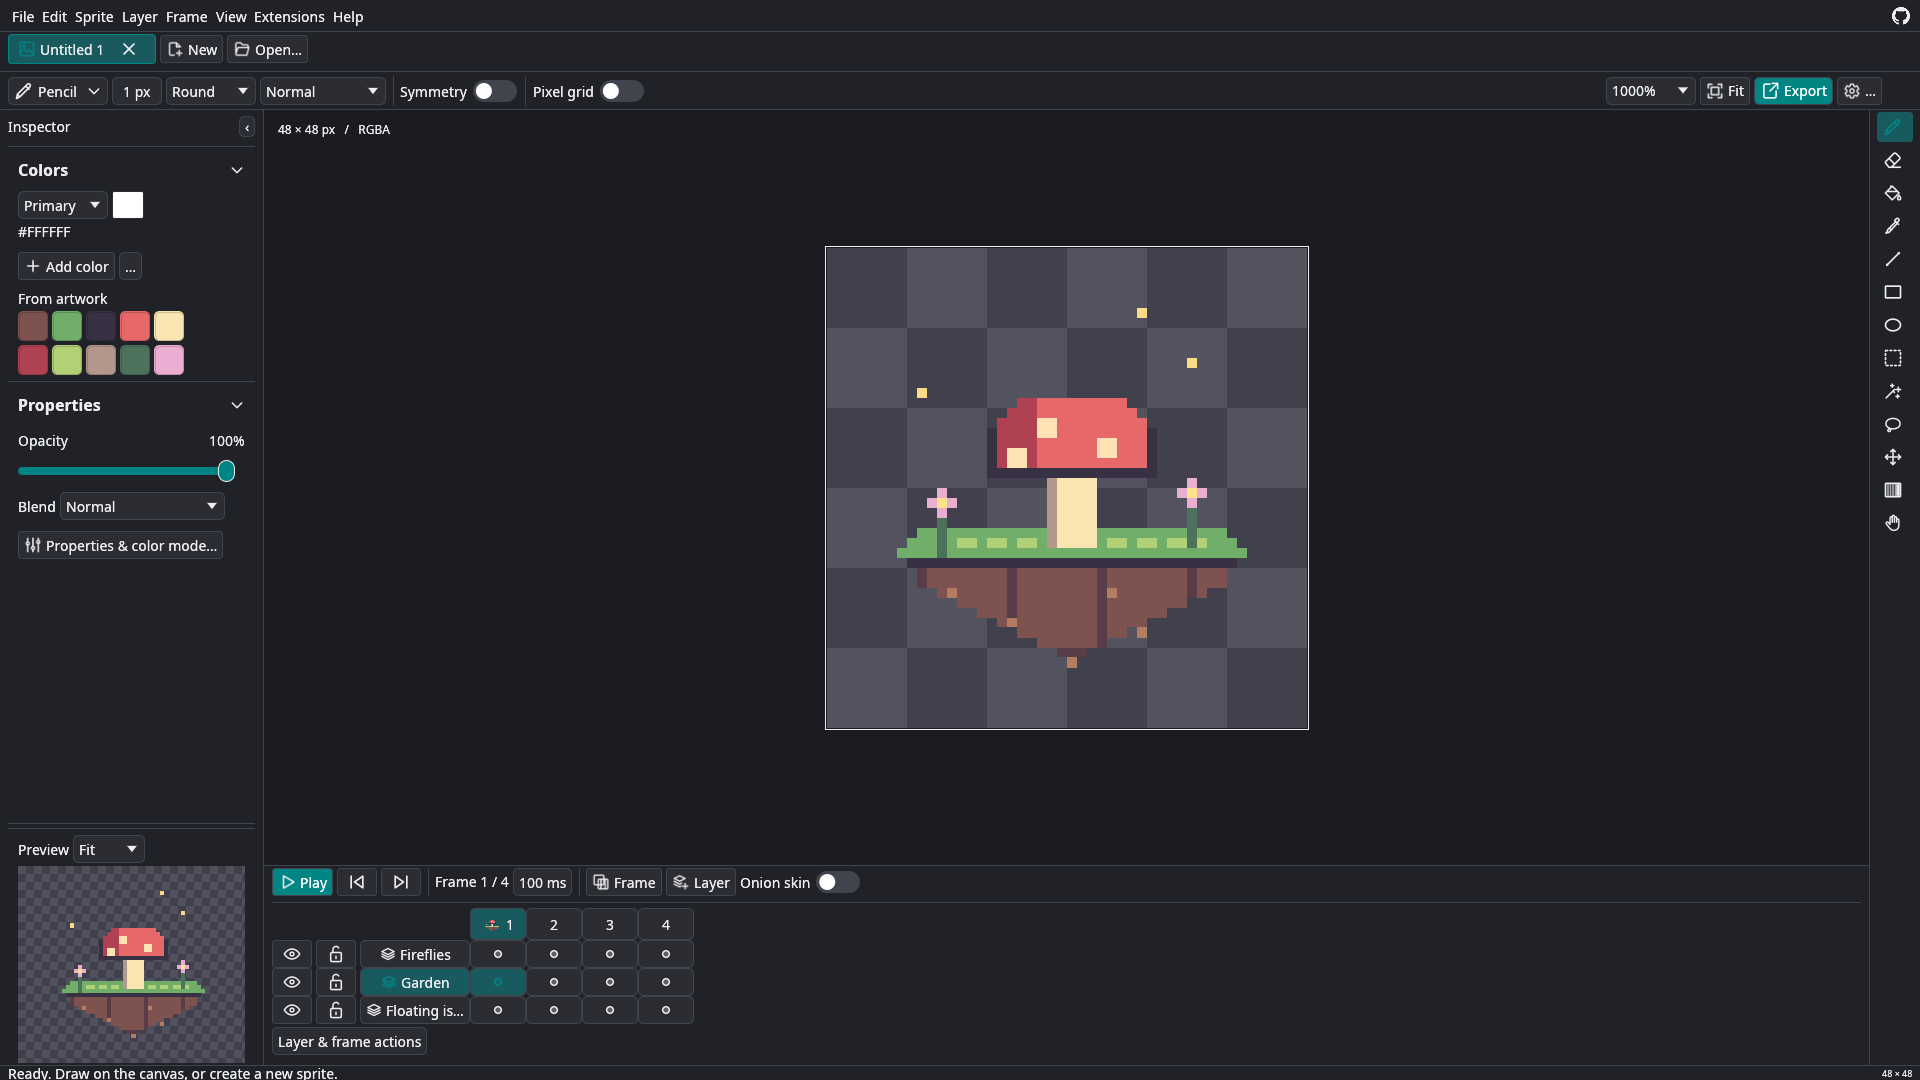 File Edit Sprite Layer Frame View Extensions Help
Untitled 1 New Open...
Pencil 1 px Round Normal Symmetry Pixel grid 1000% Fit Export ...
Inspector
48 × 48 px / RGBA
Colors
Primary
#FFFFFF
Add color ...
From artwork
Properties
Opacity 100%
Blend Normal
Properties & color mode...
Preview Fit
Play Frame 1 / 4 100 ms Frame Layer Onion skin
1 2 3 4
Fireflies
Garden
Floating is...
Layer & frame actions
Ready. Draw on the canvas, or create a new sprite. 48 × 48